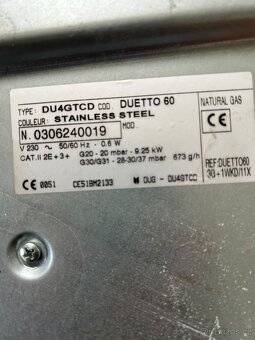 TYPE: DU4GTCD COD. DUETTO 60
COULEUR: STAINLESS STEEL
N. 0306240019 MOD.
V 230 ~ 50/60 Hz - 0.6 W
CAT.II 2E+3+ G20 - 20 mbar - 9.25 kW
G30/G31 - 28-30/37 mbar 673 g/h
CE 0051 CE51BM2133 DUG - DU4GTCD
NATURAL GAS
CE
REF:DUETTO60
3G+1WKD/11X